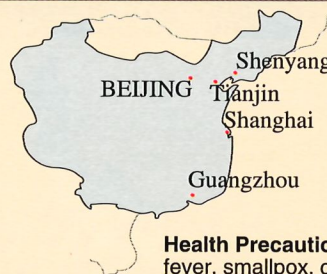 Shenyang
BEIJING
Tianjin
Shanghai
Guangzhou
Health Precautio
fever, smallpox, c